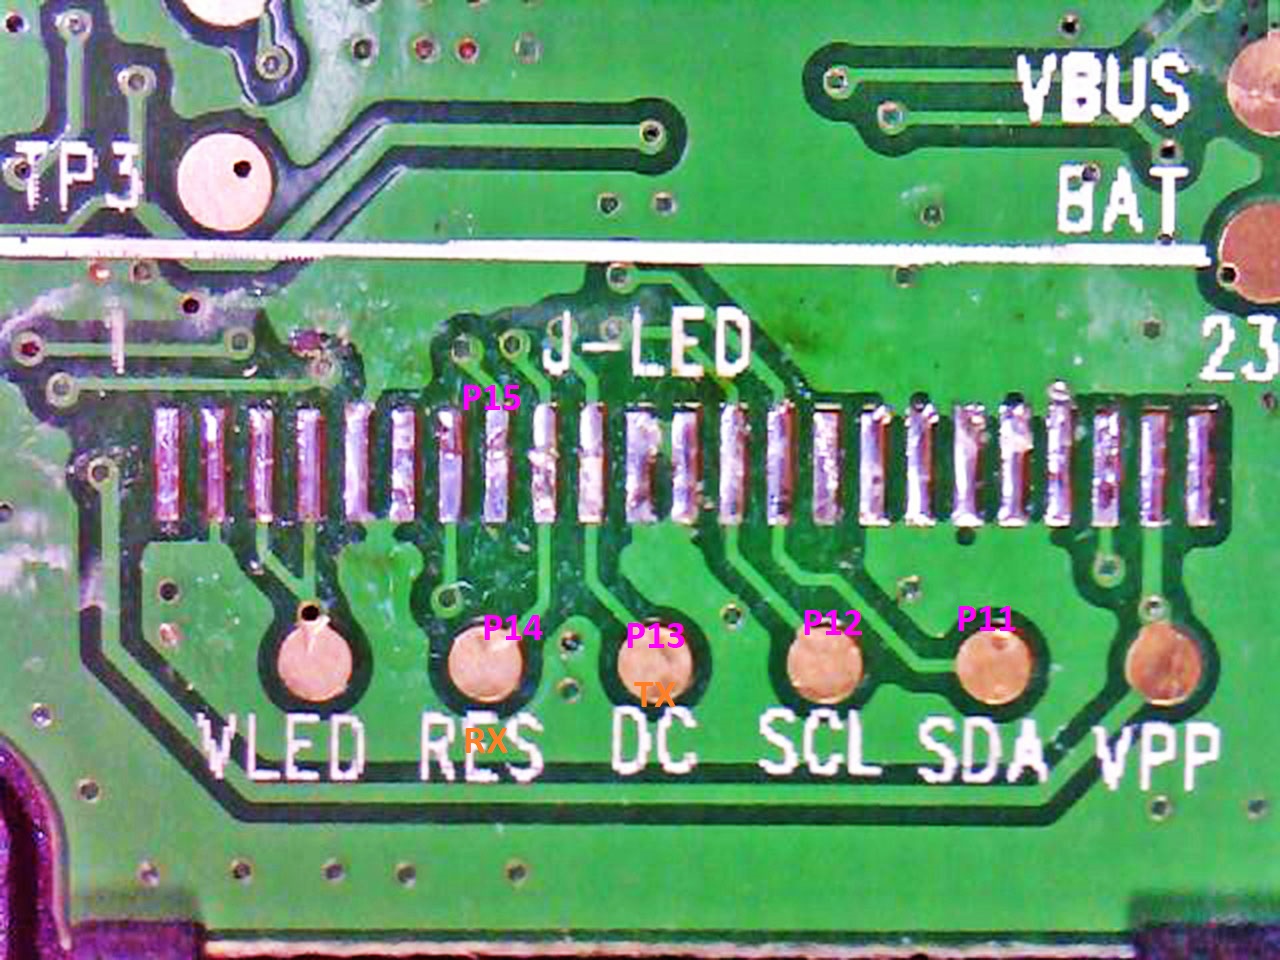 VBUS
TP3
BAT
1
J-LED
23
P15
P14
P13
P12
P11
TX
VLED
RES
RX
DC
SCL
SDA
VPP